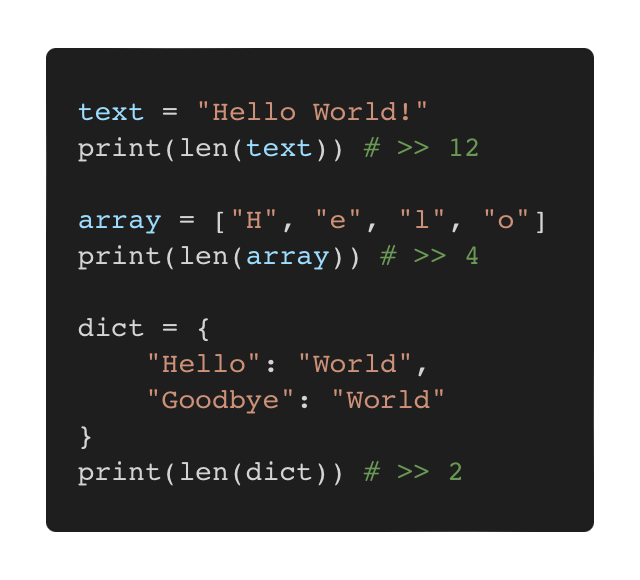 text = "Hello World!"
print(len(text)) # >> 12

array = ["H", "e", "l", "o"]
print(len(array)) # >> 4

dict = {
    "Hello": "World",
    "Goodbye": "World"
}
print(len(dict)) # >> 2